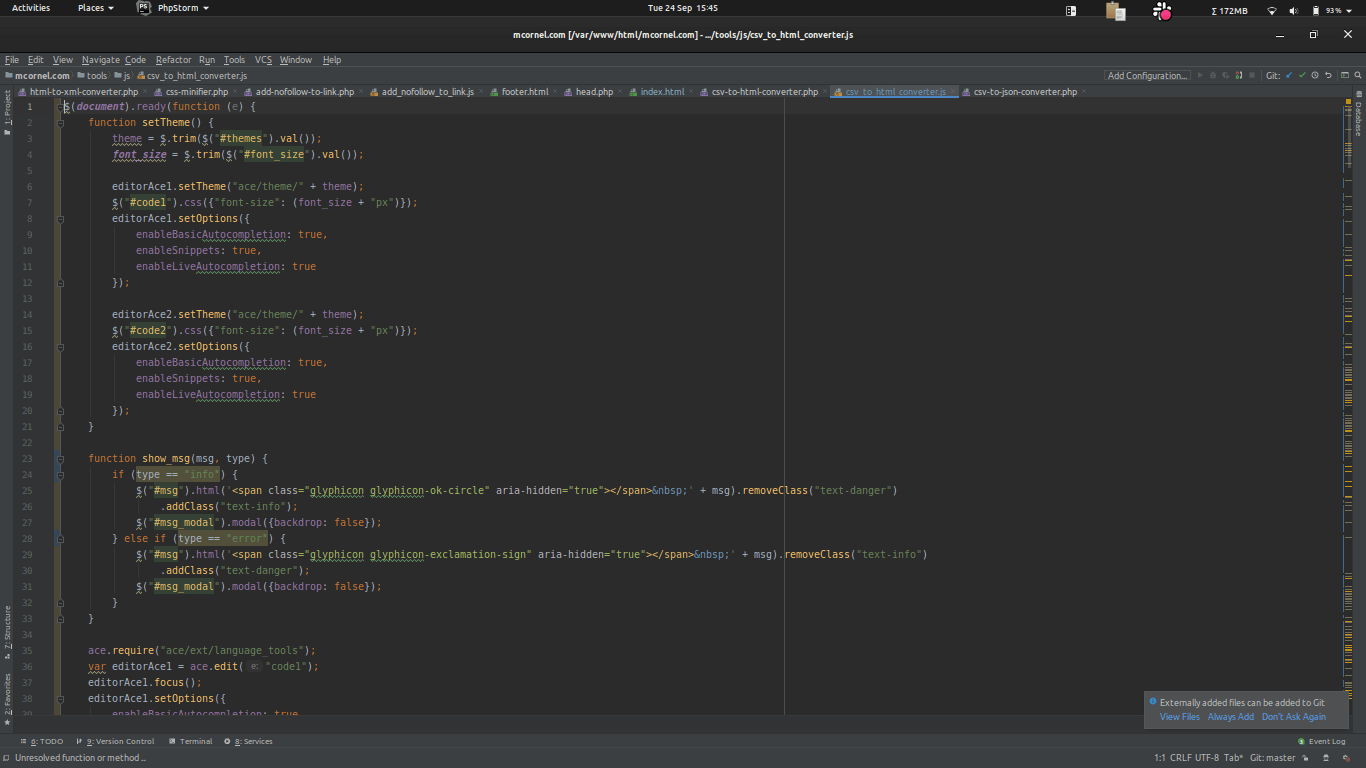 Activities Places PhpStorm Tue 24 Sep 15:45 Σ 172MB 93%
mcornel.com [/var/www/html/mcornel.com] - .../tools/js/csv_to_html_converter.js
File Edit View Navigate Code Refactor Run Tools VCS Window Help
mcornel.com tools js csv_to_html_converter.js Add Configuration... Git:
html-to-xml-converter.php css-minifier.php add-nofollow-to-link.php add_nofollow_to_link.js footer.html head.php index.html csv-to-html-converter.php csv_to_html_converter.js csv-to-json-converter.php
1: Project
Database
1 $(document).ready(function (e) {
2 function setTheme() {
3 theme = $.trim($("#themes").val());
4 font_size = $.trim($("#font_size").val());
5
6 editorAce1.setTheme("ace/theme/" + theme);
7 $("#code1").css({"font-size": (font_size + "px")});
8 editorAce1.setOptions({
9 enableBasicAutocompletion: true,
10 enableSnippets: true,
11 enableLiveAutocompletion: true
12 });
13
14 editorAce2.setTheme("ace/theme/" + theme);
15 $("#code2").css({"font-size": (font_size + "px")});
16 editorAce2.setOptions({
17 enableBasicAutocompletion: true,
18 enableSnippets: true,
19 enableLiveAutocompletion: true
20 });
21 }
22
23 function show_msg(msg, type) {
24 if (type == "info") {
25 $("#msg").html('<span class="glyphicon glyphicon-ok-circle" aria-hidden="true"></span>&nbsp;' + msg).removeClass("text-danger")
26 .addClass("text-info");
27 $("#msg_modal").modal({backdrop: false});
28 } else if (type == "error") {
29 $("#msg").html('<span class="glyphicon glyphicon-exclamation-sign" aria-hidden="true"></span>&nbsp;' + msg).removeClass("text-info")
30 .addClass("text-danger");
31 $("#msg_modal").modal({backdrop: false});
32 }
33 }
34
35 ace.require("ace/ext/language_tools");
36 var editorAce1 = ace.edit( e: "code1");
37 editorAce1.focus();
38 editorAce1.setOptions({
39 enableBasicAutocompletion: true
Z: Structure
2: Favorites
Externally added files can be added to Git
View Files Always Add Don't Ask Again
6: TODO 9: Version Control Terminal 8: Services Event Log
Unresolved function or method ... 1:1 CRLF UTF-8 Tab* Git: master